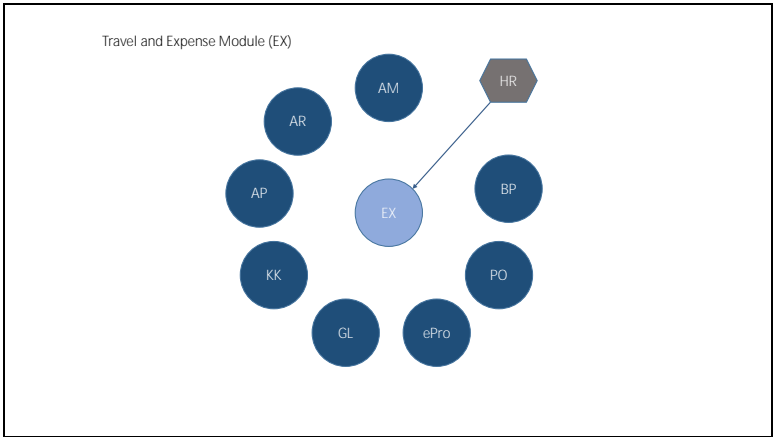 Travel and Expense Module (EX)
AM
HR
AR
AP
BP
EX
KK
PO
GL
ePro